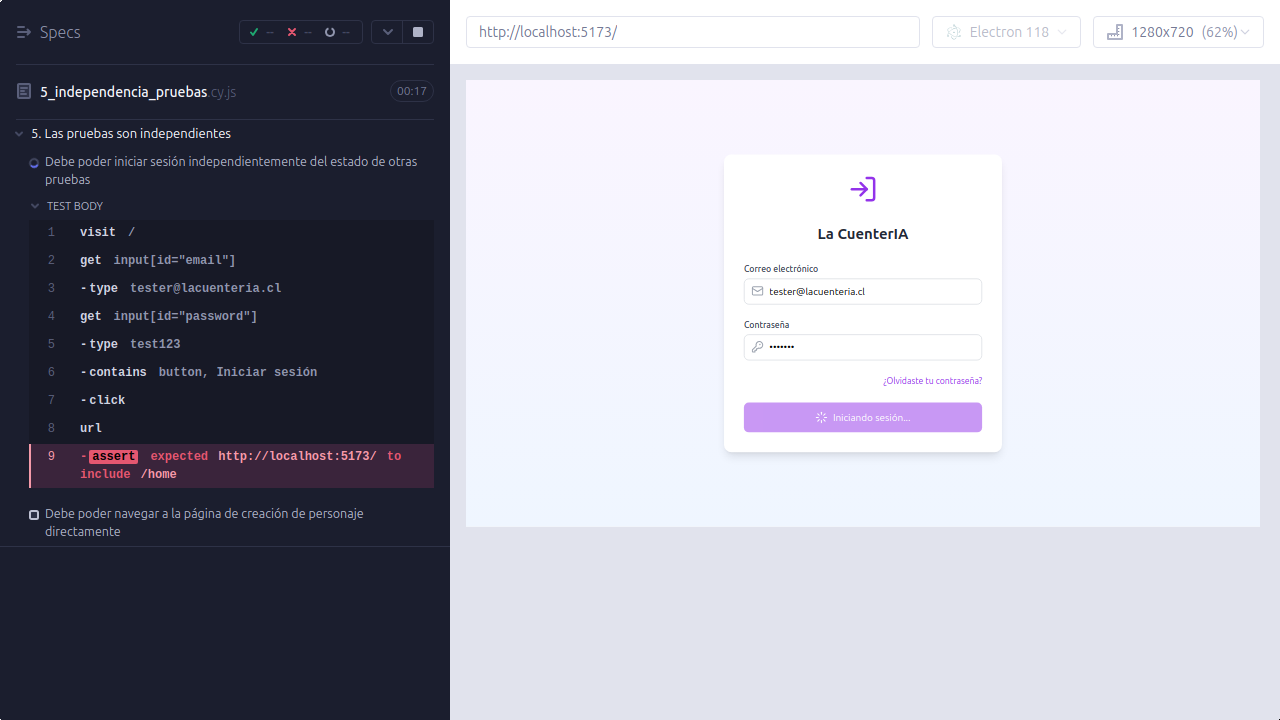 Specs
-- -- --
http://localhost:5173/
Electron 118
1280x720 (62%)
5_independencia_pruebas.cy.js
00:17
5. Las pruebas son independientes
Debe poder iniciar sesión independientemente del estado de otras
pruebas
TEST BODY
1 visit /
2 get input[id="email"]
3 -type tester@lacuenteria.cl
4 get input[id="password"]
5 -type test123
6 -contains button, Iniciar sesión
7 -click
8 url
9 -assert expected http://localhost:5173/ to
include /home
Debe poder navegar a la página de creación de personaje
directamente
La CuenterIA
Correo electrónico
tester@lacuenteria.cl
Contraseña
•••••••
¿Olvidaste tu contraseña?
Iniciando sesión...